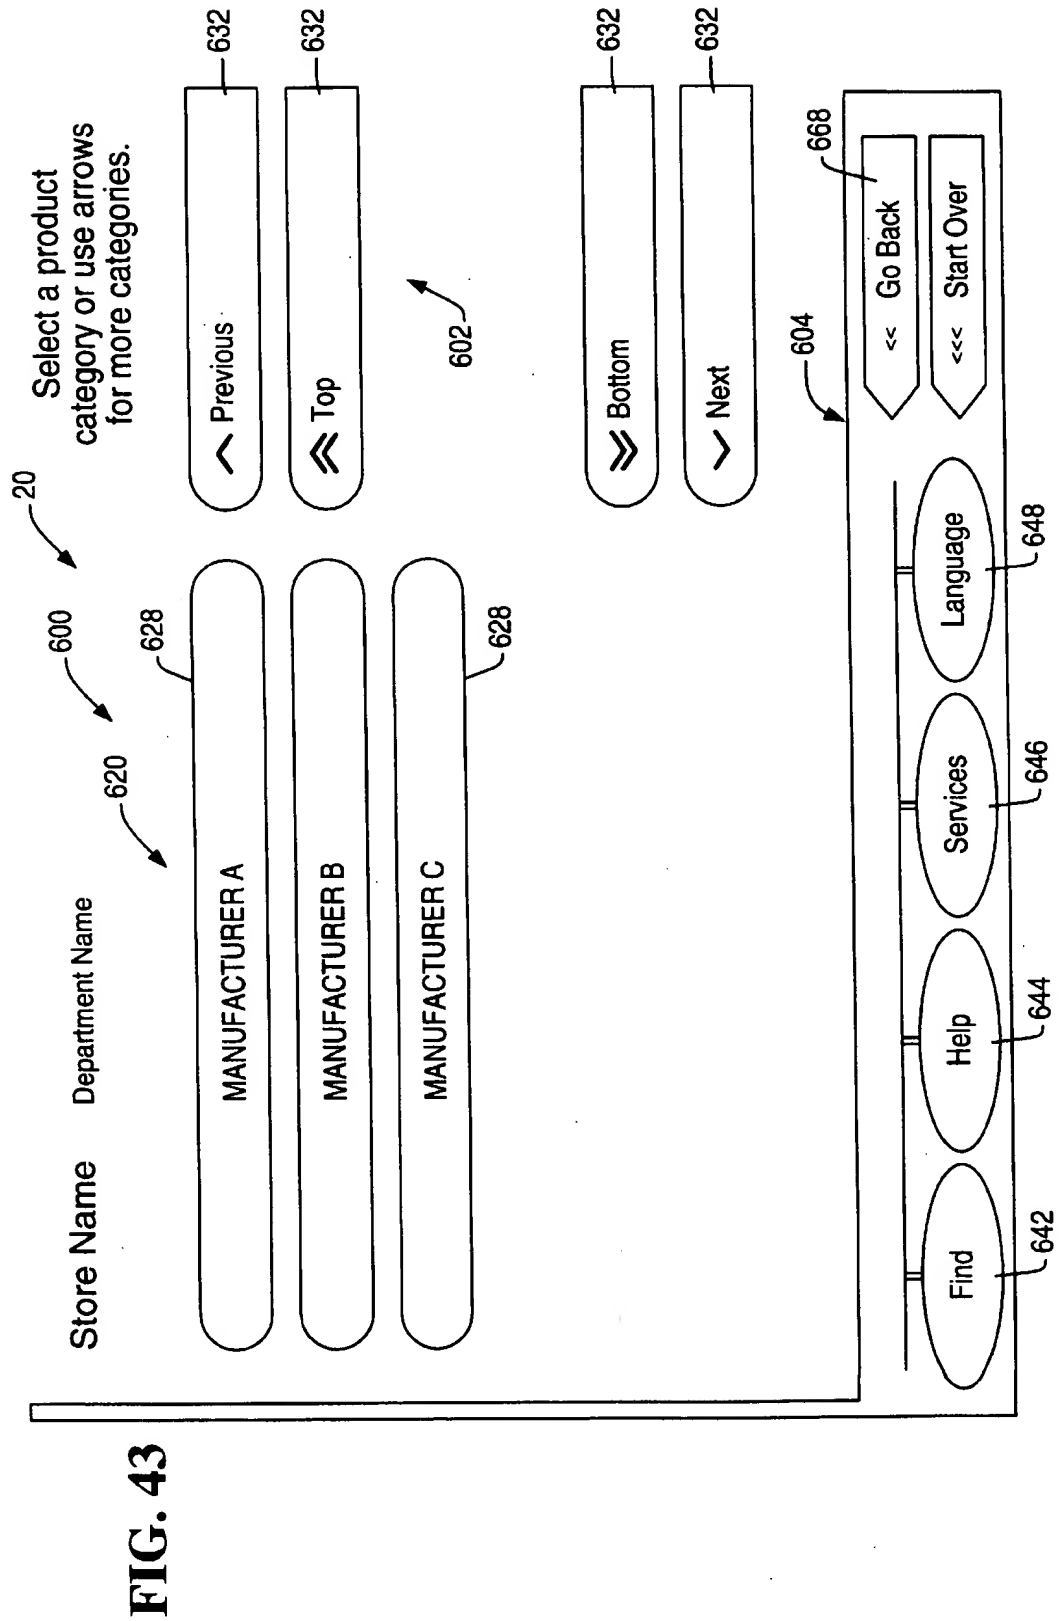 FIG. 43
Store Name
Department Name
620
600
20
Select a product
category or use arrows
for more categories.
628
MANUFACTURER A
MANUFACTURER B
MANUFACTURER C
628
Previous
632
Top
632
602
Bottom
632
Next
632
604
Find
642
Help
644
Services
646
Language
648
<< Go Back
668
<<< Start Over